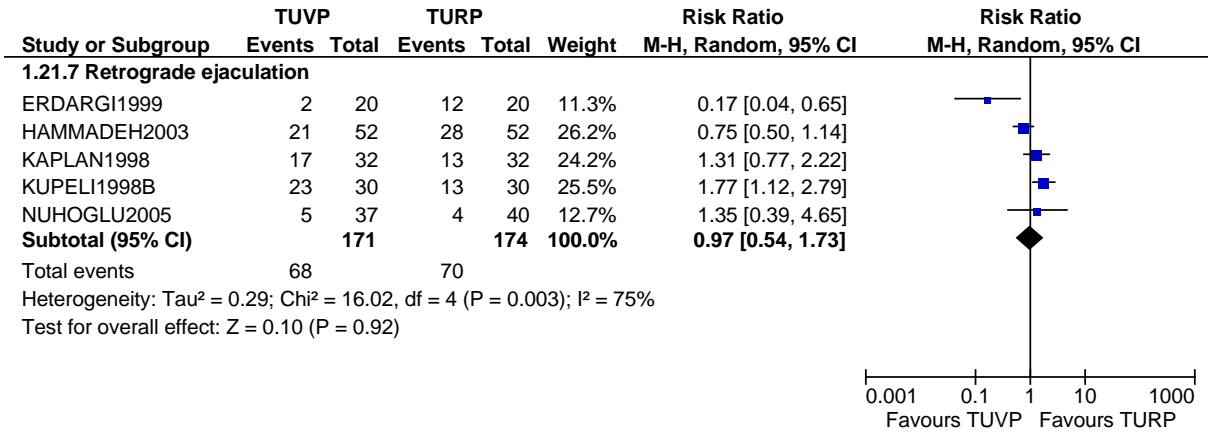 TUVP TURP Risk Ratio Risk Ratio
Study or Subgroup Events Total Events Total Weight M-H, Random, 95% CI M-H, Random, 95% CI
1.21.7 Retrograde ejaculation
ERDARGI1999 2 20 12 20 11.3% 0.17 [0.04, 0.65]
HAMMADEH2003 21 52 28 52 26.2% 0.75 [0.50, 1.14]
KAPLAN1998 17 32 13 32 24.2% 1.31 [0.77, 2.22]
KUPELI1998B 23 30 13 30 25.5% 1.77 [1.12, 2.79]
NUHOGLU2005 5 37 4 40 12.7% 1.35 [0.39, 4.65]
Subtotal (95% CI) 171 174 100.0% 0.97 [0.54, 1.73]
Total events 68 70
Heterogeneity: Tau² = 0.29; Chi² = 16.02, df = 4 (P = 0.003); I² = 75%
Test for overall effect: Z = 0.10 (P = 0.92)
0.001 0.1 1 10 1000
Favours TUVP Favours TURP